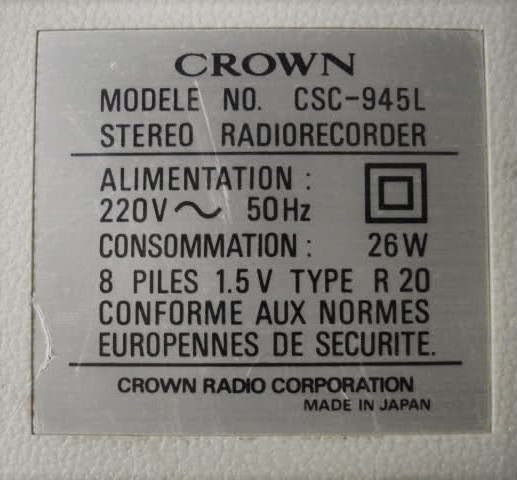 CROWN
MODELE NO. CSC-945L
STEREO RADIORECORDER
ALIMENTATION :
220V ~ 50Hz
CONSOMMATION : 26W
8 PILES 1.5V TYPE R 20
CONFORME AUX NORMES
EUROPENNES DE SECURITE.
CROWN RADIO CORPORATION
MADE IN JAPAN